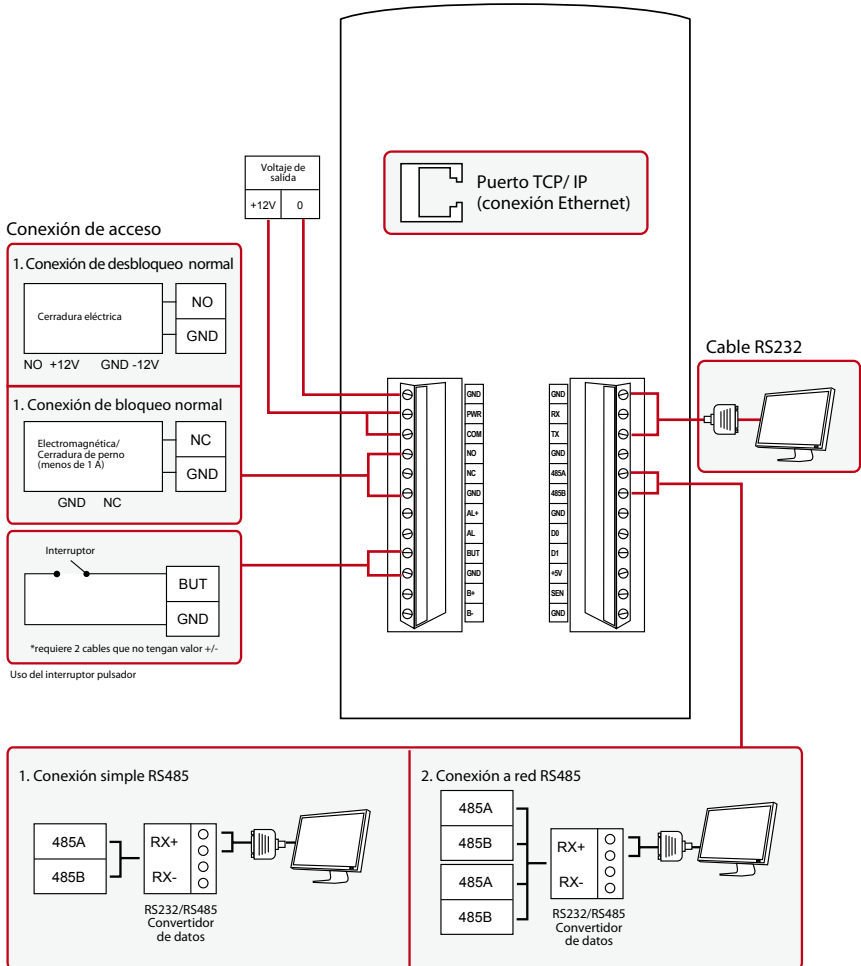 Voltaje de
salída
+12V 0
Puerto TCP/ IP
(conexión Ethernet)
Conexión de acceso
1. Conexión de desbloqueo normal
Cerradura eléctrica
NO
GND
NO +12V GND -12V
1. Conexión de bloqueo normal
Electromagnética/
Cerradura de perno
(menos de 1 A)
NC
GND
GND NC
Interruptor
BUT
GND
*requiere 2 cables que no tengan valor +/-
Uso del interruptor pulsador
GND
PWR
COM
NO
NC
GND
AL+
AL
BUT
GND
B+
B-
GND
RX
TX
GND
485A
485B
GND
D0
D1
+5V
SEN
GND
Cable RS232
1. Conexión simple RS485
485A
485B
RX+
RX-
RS232/RS485
Convertidor
de datos
2. Conexión a red RS485
485A
485B
485A
485B
RX+
RX-
RS232/RS485
Convertidor
de datos